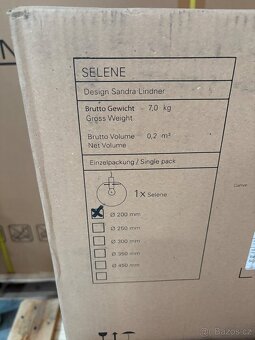 SELENE
Design Sandra Lindner
Brutto Gewicht 7,0 kg
Gross Weight
Brutto Volume 0,2 m³
Net Volume
Einzelpackung / Single pack
1x Selene
Ø 200 mm
Ø 250 mm
Ø 300 mm
Ø 350 mm
Ø 450 mm
Bazos.cz